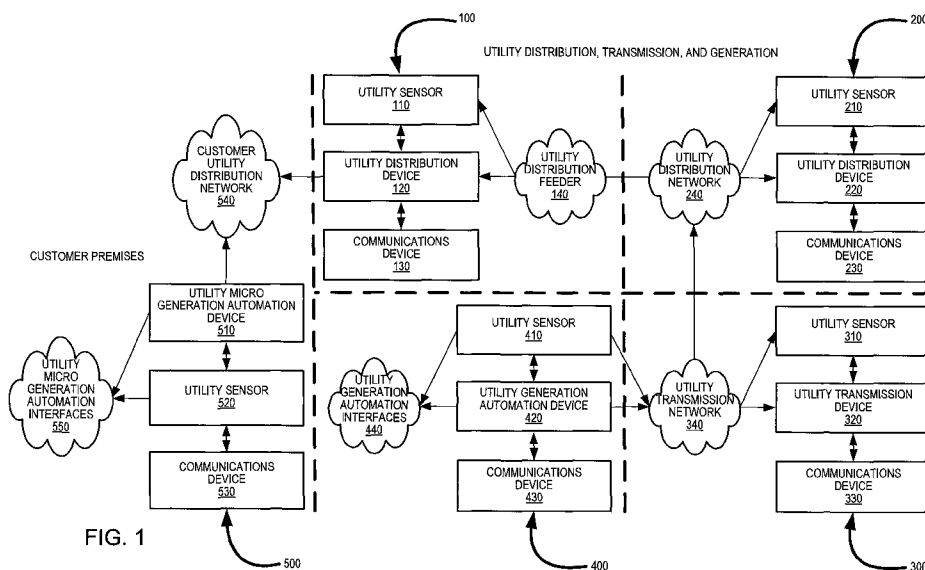 100
200
UTILITY DISTRIBUTION, TRANSMISSION, AND GENERATION
UTILITY SENSOR
110
UTILITY SENSOR
210
CUSTOMER
UTILITY
DISTRIBUTION
NETWORK
540
UTILITY DISTRIBUTION
DEVICE
120
UTILITY
DISTRIBUTION
FEEDER
140
UTILITY
DISTRIBUTION
NETWORK
240
UTILITY DISTRIBUTION
DEVICE
220
COMMUNICATIONS
DEVICE
130
COMMUNICATIONS
DEVICE
230
CUSTOMER PREMISES
UTILITY MICRO
GENERATION AUTOMATION
DEVICE
510
UTILITY SENSOR
410
UTILITY SENSOR
310
UTILITY
MICRO
GENERATION
AUTOMATION
INTERFACES
550
UTILITY SENSOR
520
UTILITY
GENERATION
AUTOMATION
INTERFACES
440
UTILITY GENERATION
AUTOMATION DEVICE
420
UTILITY
TRANSMISSION
NETWORK
340
UTILITY TRANSMISSION
DEVICE
320
COMMUNICATIONS
DEVICE
530
COMMUNICATIONS
DEVICE
430
COMMUNICATIONS
DEVICE
330
FIG. 1
500
400
300